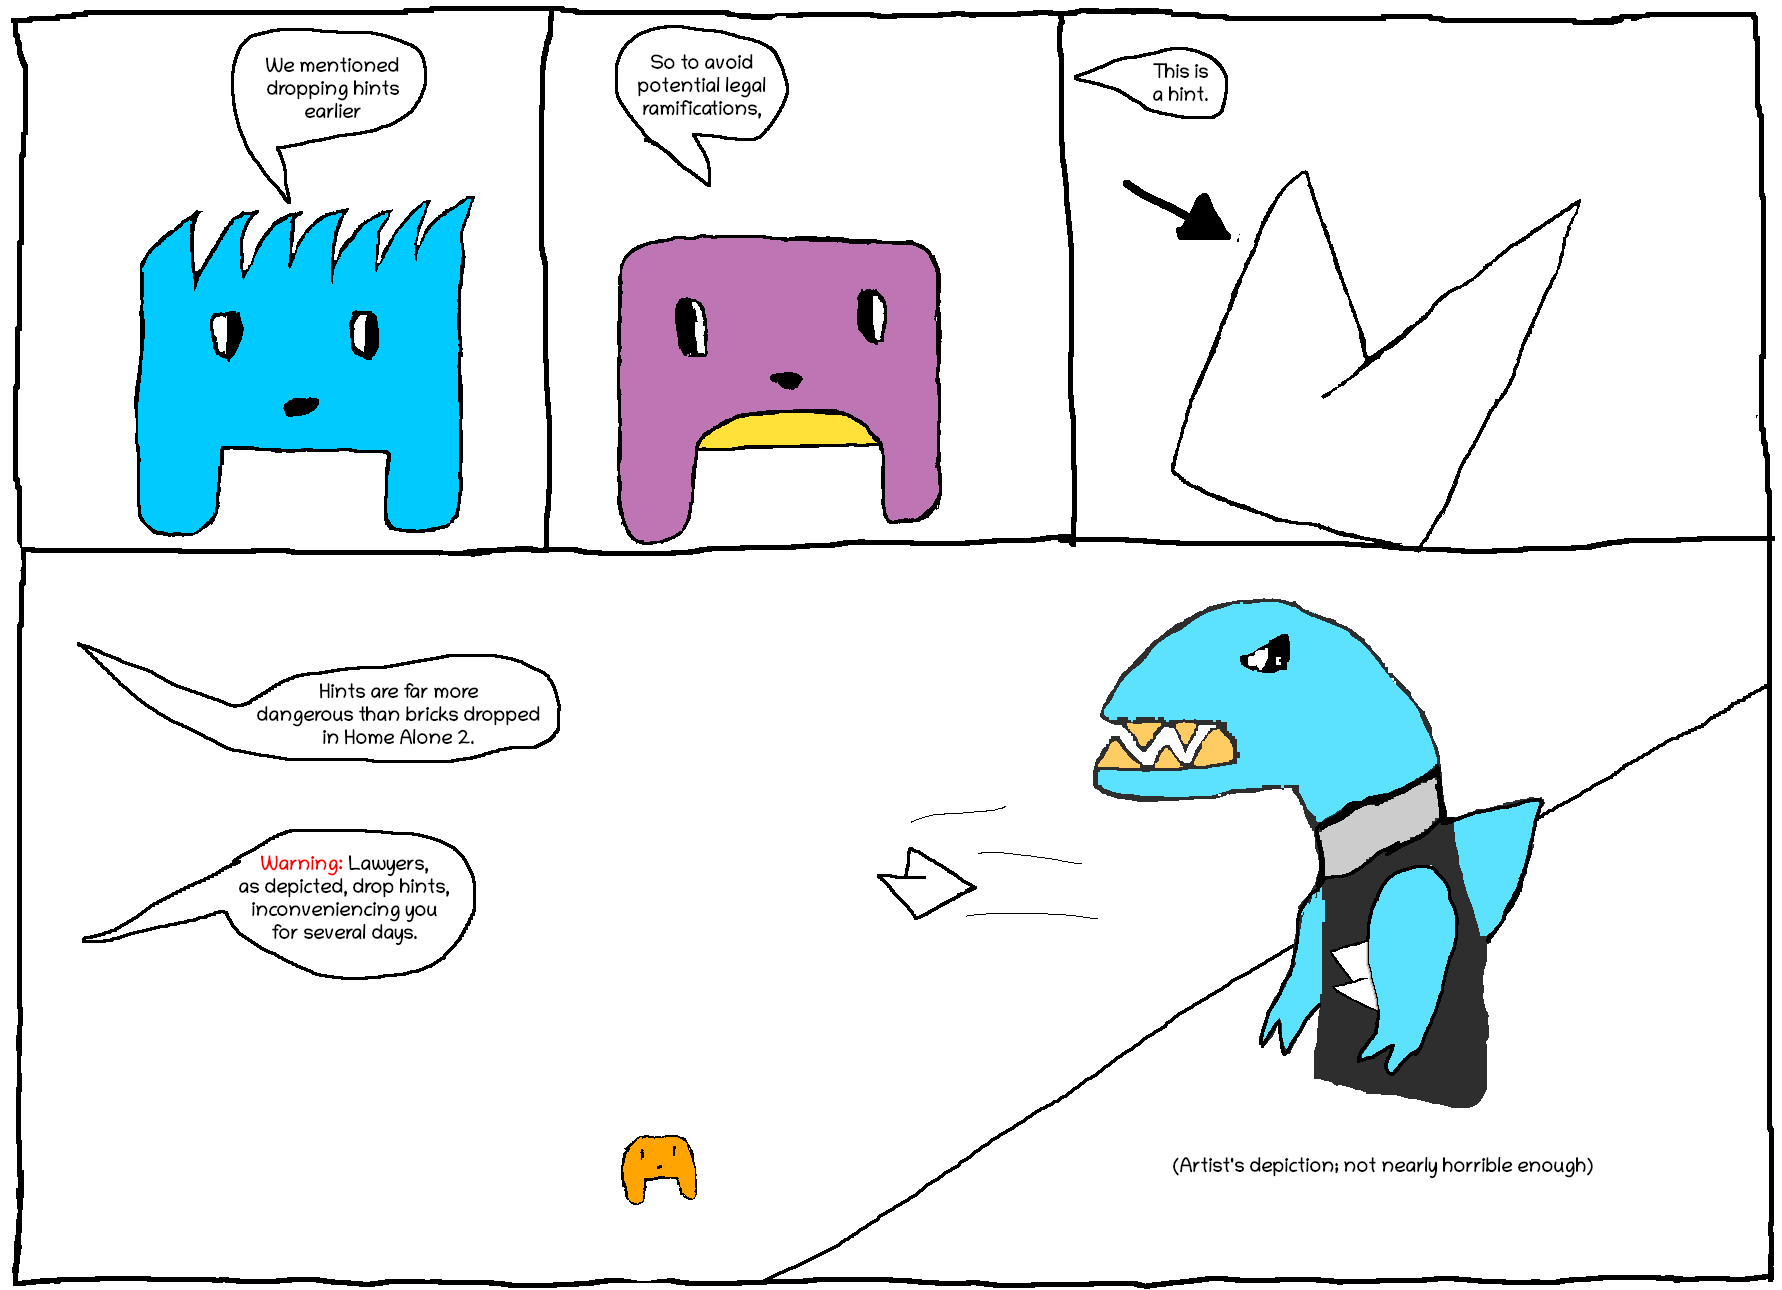 We mentioned
dropping hints
earlier
So to avoid
potential legal
ramifications,
This is
a hint.
Hints are far more
dangerous than bricks dropped
in Home Alone 2.
Warning: Lawyers,
as depicted, drop hints,
inconveniencing you
for several days.
(Artist's depiction; not nearly horrible enough)